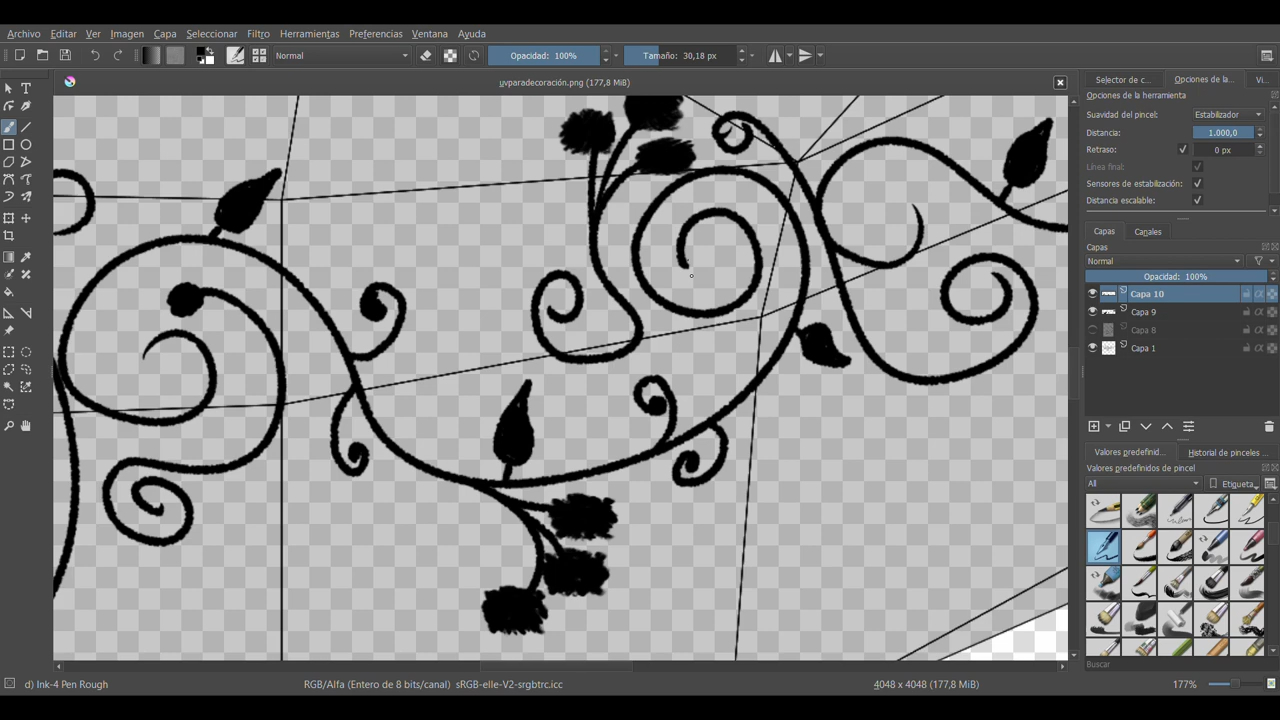 Archivo Editar Ver Imagen Capa Seleccionar Filtro Herramientas Preferencias Ventana Ayuda
Normal Opacidad: 100% Tamaño: 30,18 px
uvparadecoración.png (177,8 MiB)
Selector de c... Opciones de la... Vi...
Opciones de la herramienta
Suavidad del pincel: Estabilizador
Distancia: 1.000,0
Retraso: 0 px
Línea final:
Sensores de estabilización:
Distancia escalable:
Capas Canales
Capas
Normal
Opacidad: 100%
Capa 10
Capa 9
Capa 8
Capa 1
Valores predefinid... Historial de pinceles ...
Valores predefinidos de pincel
All Etiqueta
Buscar
d) Ink-4 Pen Rough RGB/Alfa (Entero de 8 bits/canal) sRGB-elle-V2-srgbtrc.icc 4048 x 4048 (177,8 MiB) 177%